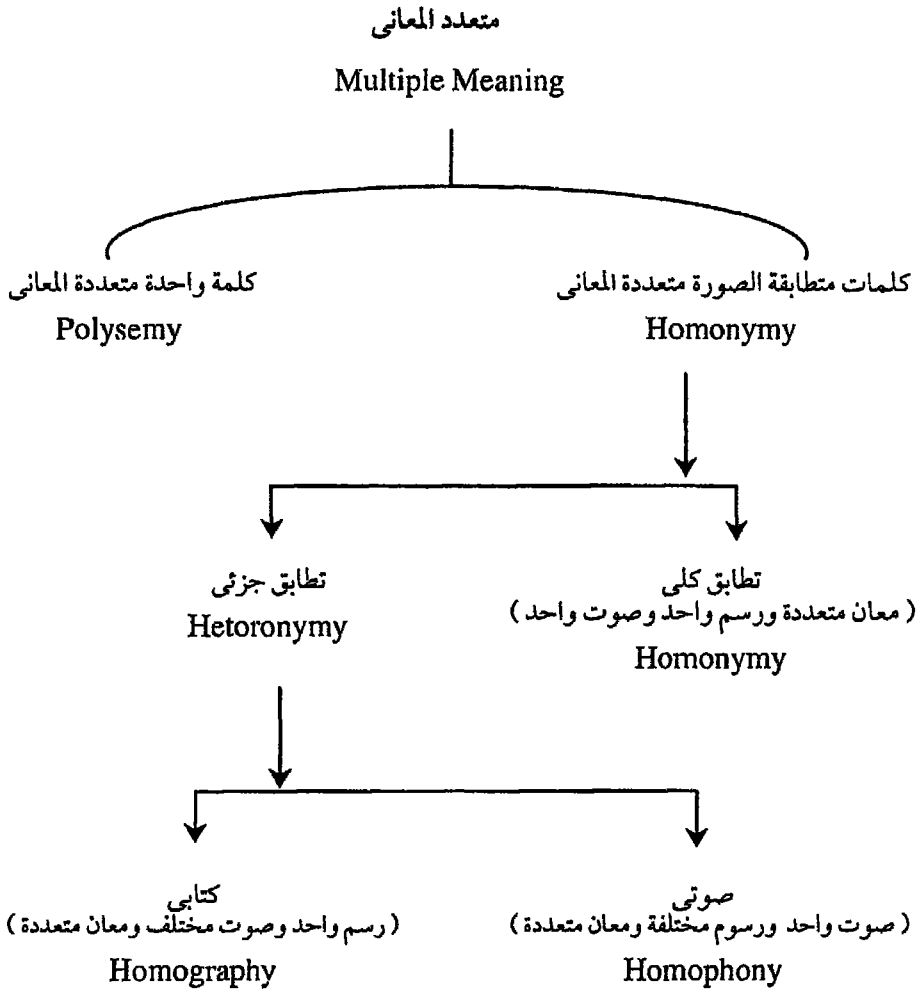 متعدد المعانى
Multiple Meaning
كلمات متطابقة الصورة متعددة المعانى
Homonymy
كلمة واحدة متعددة المعانى
Polysemy
تطابق كلى
( معان متعددة ورسم واحد وصوت واحد )
Homonymy
تطابق جزئى
Hetoronymy
صوتى
( صوت واحد ورسوم مختلفة ومعان متعددة )
Homophony
كتابى
( رسم واحد وصوت مختلف ومعان متعددة )
Homography